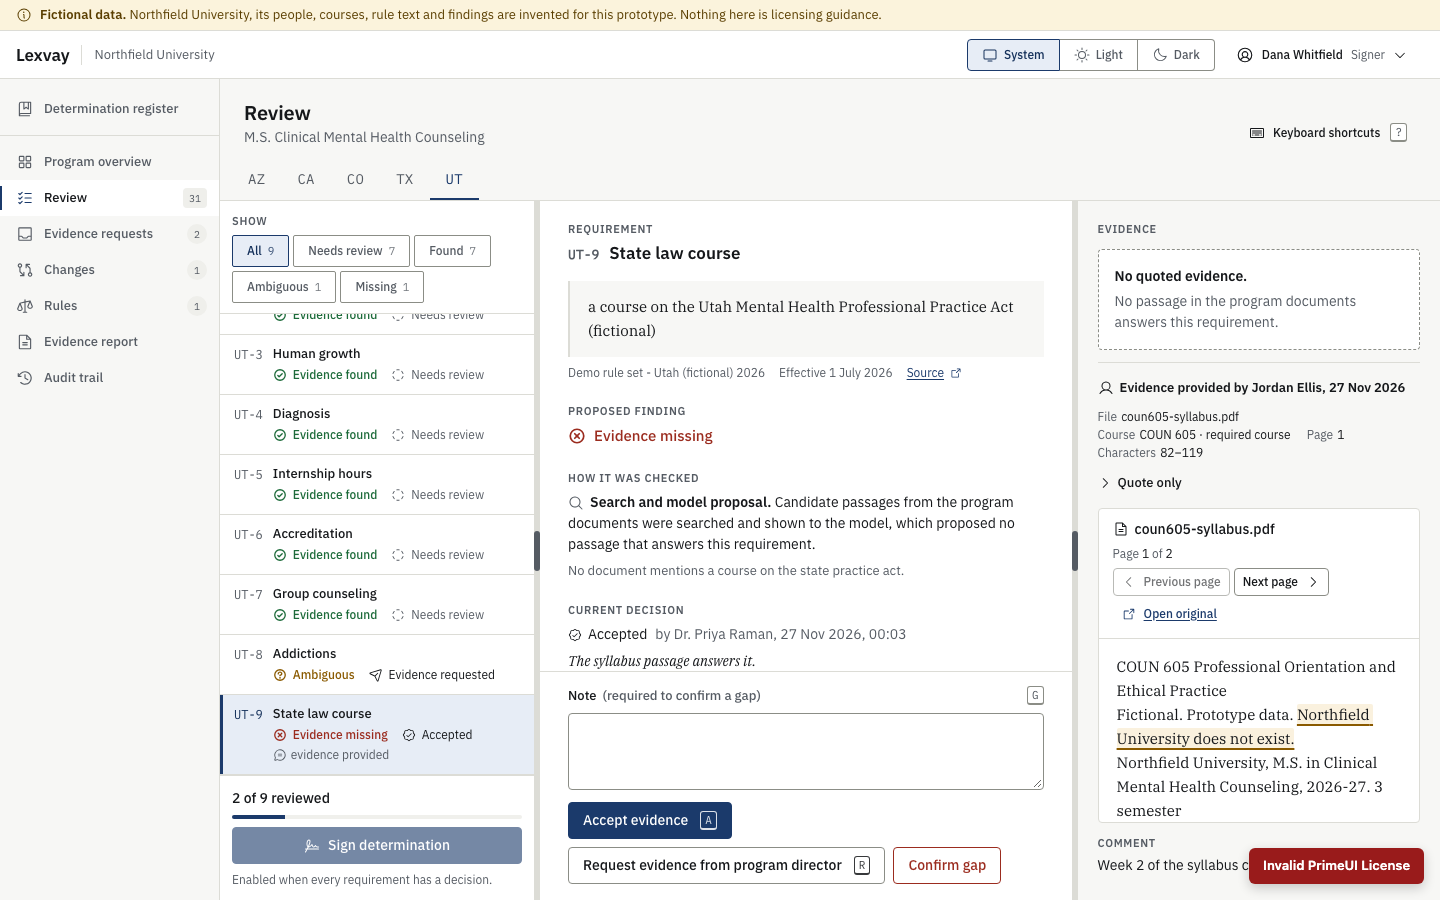 Fictional data. Northfield University, its people, courses, rule text and findings are invented for this prototype. Nothing here is licensing guidance.
Lexvay
Northfield University
System
Light
Dark
Dana Whitfield Signer
Determination register
Program overview
Review 31
Evidence requests 2
Changes 1
Rules 1
Evidence report
Audit trail
Review
M.S. Clinical Mental Health Counseling
Keyboard shortcuts ?
AZ CA CO TX UT
SHOW
All 9
Needs review 7
Found 7
Ambiguous 1
Missing 1
Evidence found Needs review
UT-3 Human growth
Evidence found Needs review
UT-4 Diagnosis
Evidence found Needs review
UT-5 Internship hours
Evidence found Needs review
UT-6 Accreditation
Evidence found Needs review
UT-7 Group counseling
Evidence found Needs review
UT-8 Addictions
Ambiguous Evidence requested
UT-9 State law course
Evidence missing Accepted
evidence provided
2 of 9 reviewed
Sign determination
Enabled when every requirement has a decision.
REQUIREMENT
UT-9 State law course
a course on the Utah Mental Health Professional Practice Act
(fictional)
Demo rule set - Utah (fictional) 2026 Effective 1 July 2026 Source
PROPOSED FINDING
Evidence missing
HOW IT WAS CHECKED
Search and model proposal. Candidate passages from the program
documents were searched and shown to the model, which proposed no
passage that answers this requirement.
No document mentions a course on the state practice act.
CURRENT DECISION
Accepted by Dr. Priya Raman, 27 Nov 2026, 00:03
The syllabus passage answers it.
Note (required to confirm a gap) G
Accept evidence A
Request evidence from program director R
Confirm gap
EVIDENCE
No quoted evidence.
No passage in the program documents
answers this requirement.
Evidence provided by Jordan Ellis, 27 Nov 2026
File coun605-syllabus.pdf
Course COUN 605 · required course Page 1
Characters 82–119
Quote only
coun605-syllabus.pdf
Page 1 of 2
Previous page
Next page
Open original
COUN 605 Professional Orientation and
Ethical Practice
Fictional. Prototype data. Northfield
University does not exist.
Northfield University, M.S. in Clinical
Mental Health Counseling, 2026-27. 3
semester
COMMENT
Week 2 of the syllabus
Invalid PrimeUI License